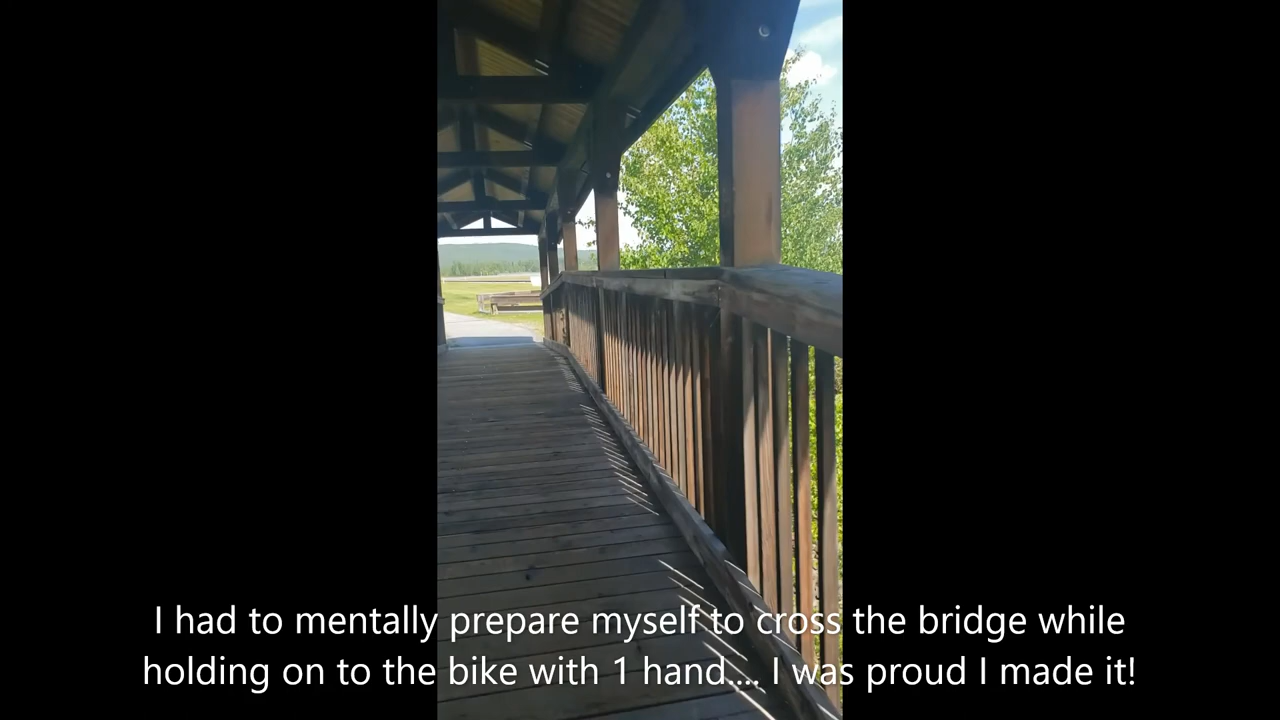 I had to mentally prepare myself to cross the bridge while
holding on to the bike with 1 hand.... I was proud I made it!